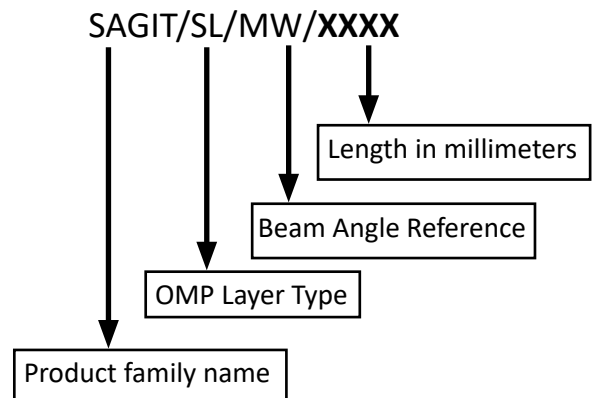 SAGIT/SL/MW/XXXX
Length in millimeters
Beam Angle Reference
OMP Layer Type
Product family name